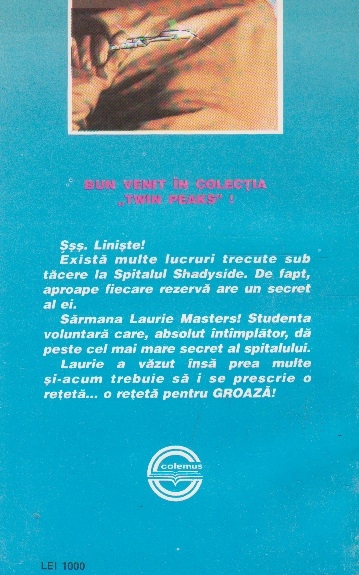 BUN VENIT ÎN COLECȚIA
„TWIN PEAKS” !
Șșș. Liniște!
Există multe lucruri trecute sub
tăcere la Spitalul Shadyside. De fapt,
aproape fiecare rezervă are un secret
al ei.
Sărmana Laurie Masters! Studenta
voluntară care, absolut întîmplător, dă
peste cel mai mare secret al spitalului.
Laurie a văzut însă prea multe
și-acum trebuie să i se prescrie o
rețetă... o rețetă pentru GROAZĂ!
colemus
LEI 1000